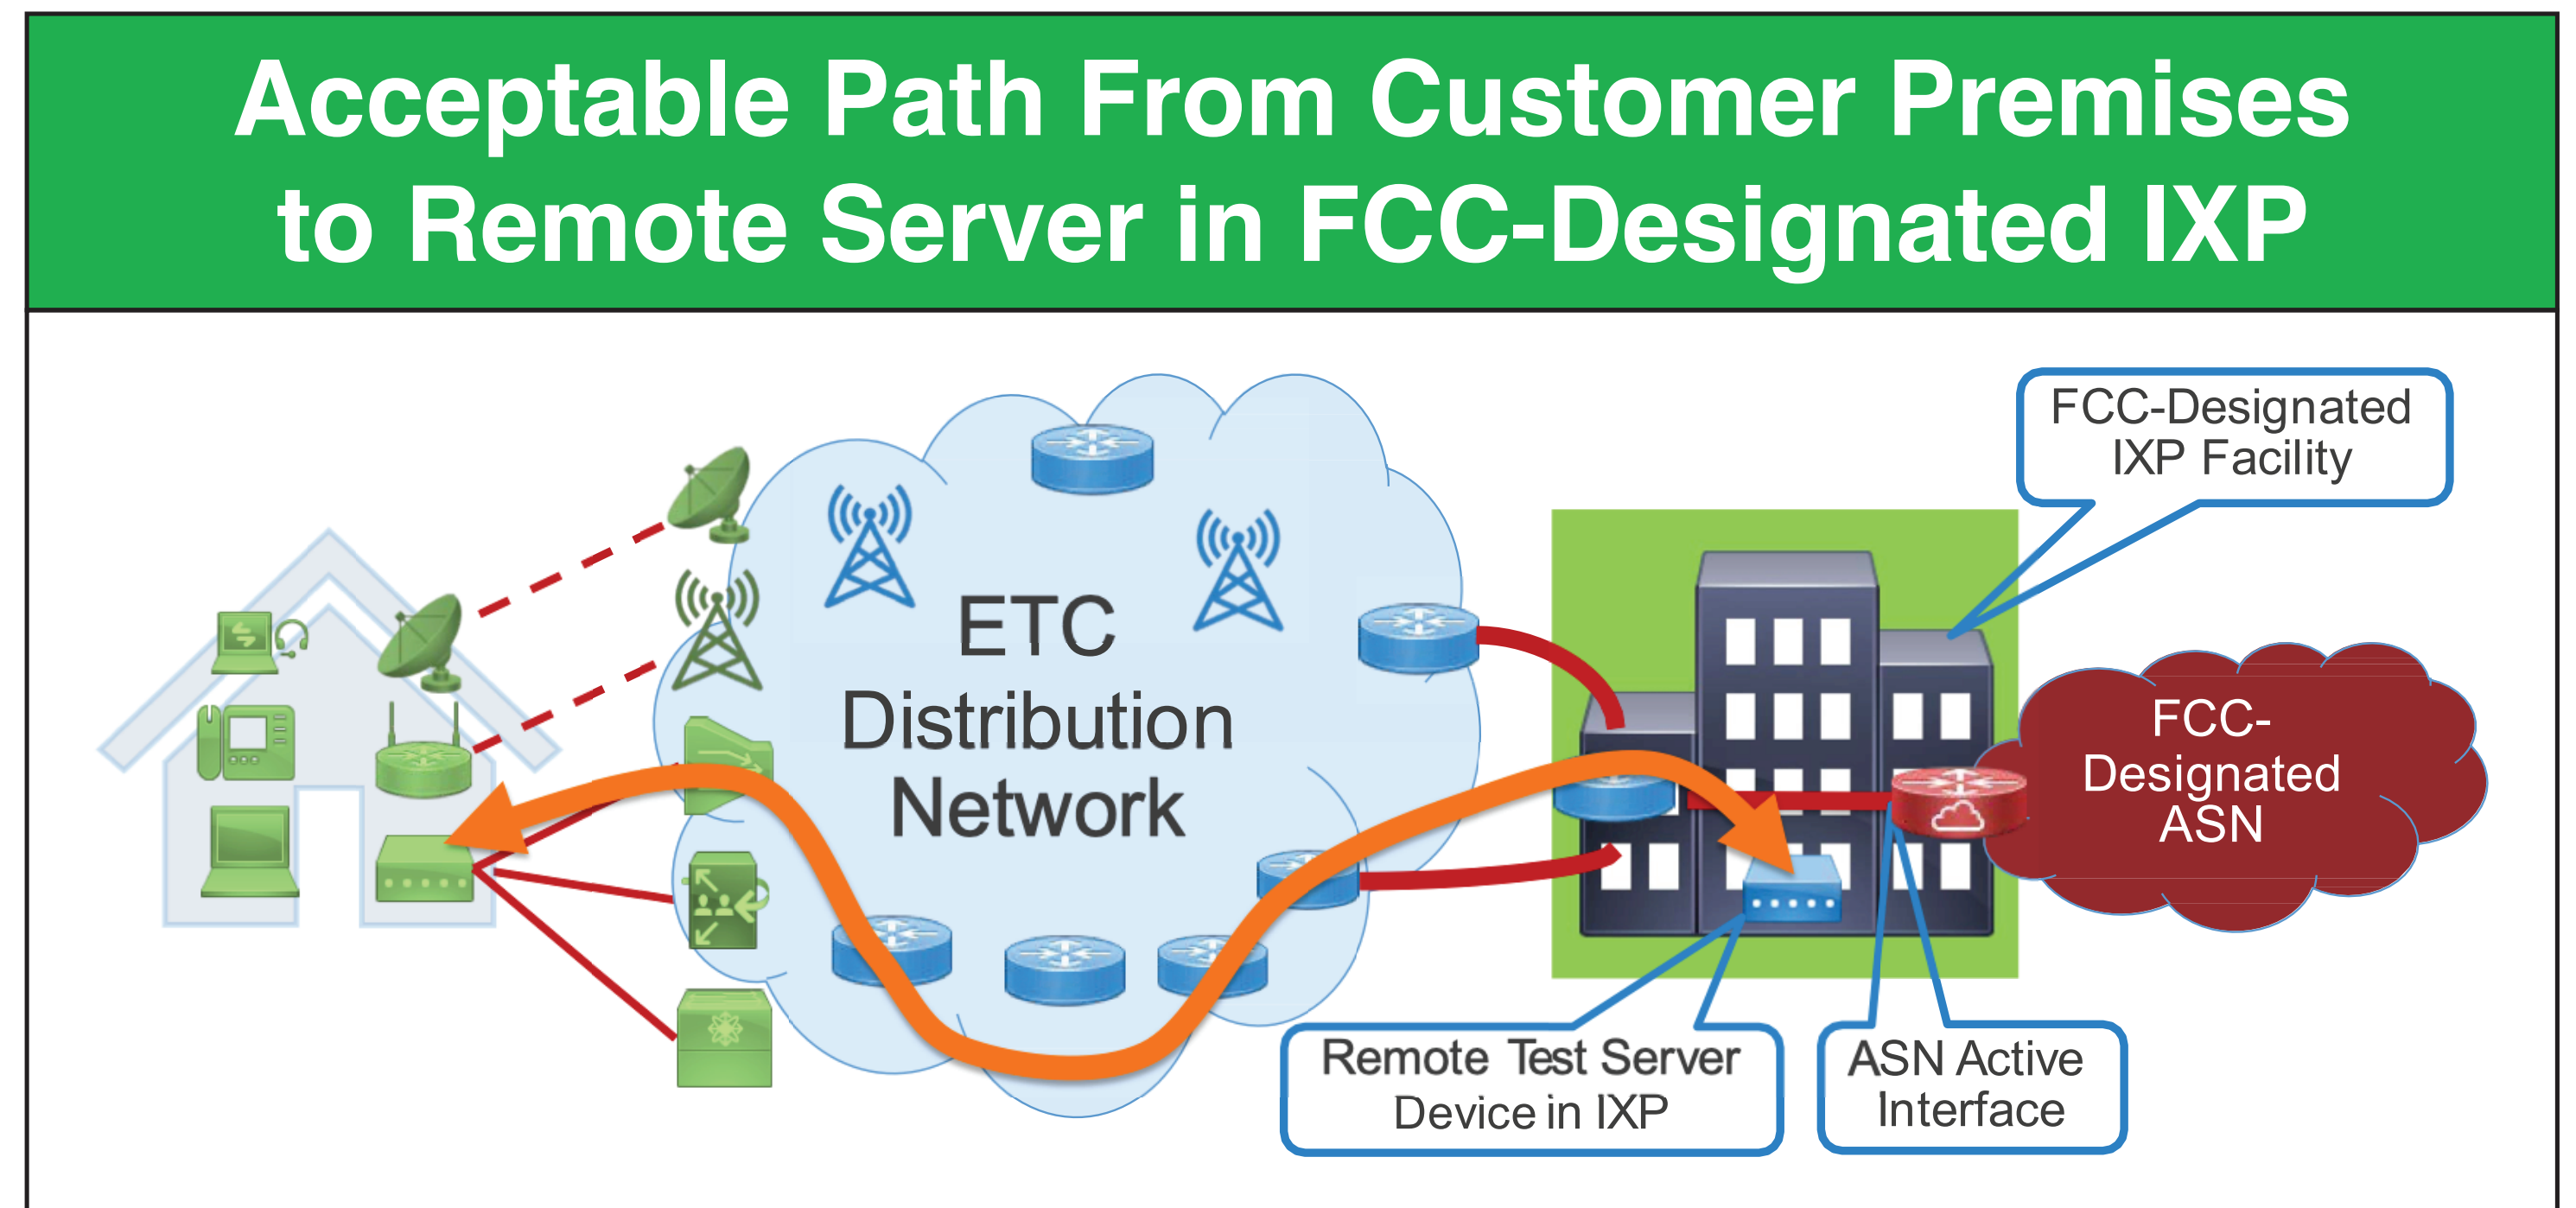 Acceptable Path From Customer Premises
to Remote Server in FCC-Designated IXP
FCC-Designated
IXP Facility
ETC
Distribution
Network
FCC-
Designated
ASN
Remote Test Server
Device in IXP
ASN Active
Interface